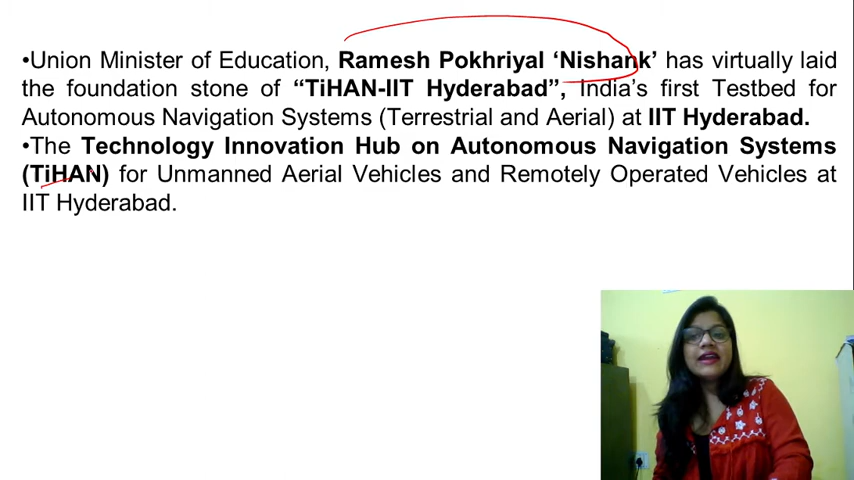 •Union Minister of Education, Ramesh Pokhriyal ‘Nishank’ has virtually laid
the foundation stone of “TiHAN-IIT Hyderabad”, India’s first Testbed for
Autonomous Navigation Systems (Terrestrial and Aerial) at IIT Hyderabad.
•The Technology Innovation Hub on Autonomous Navigation Systems
(TiHAN) for Unmanned Aerial Vehicles and Remotely Operated Vehicles at
IIT Hyderabad.